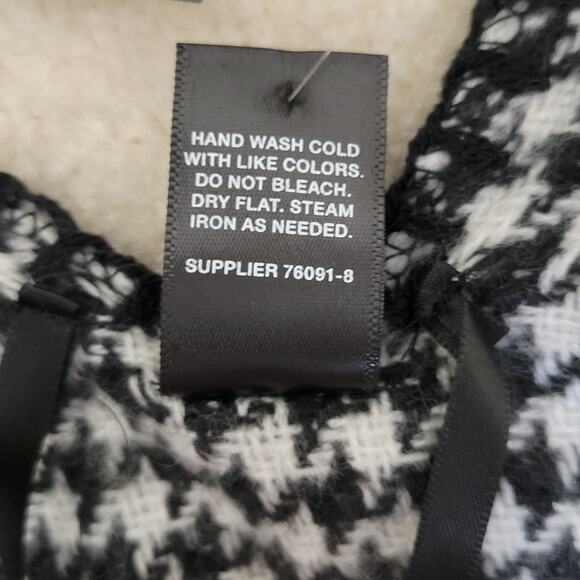 HAND WASH COLD
WITH LIKE COLORS.
DO NOT BLEACH.
DRY FLAT. STEAM
IRON AS NEEDED.
SUPPLIER 76091-8